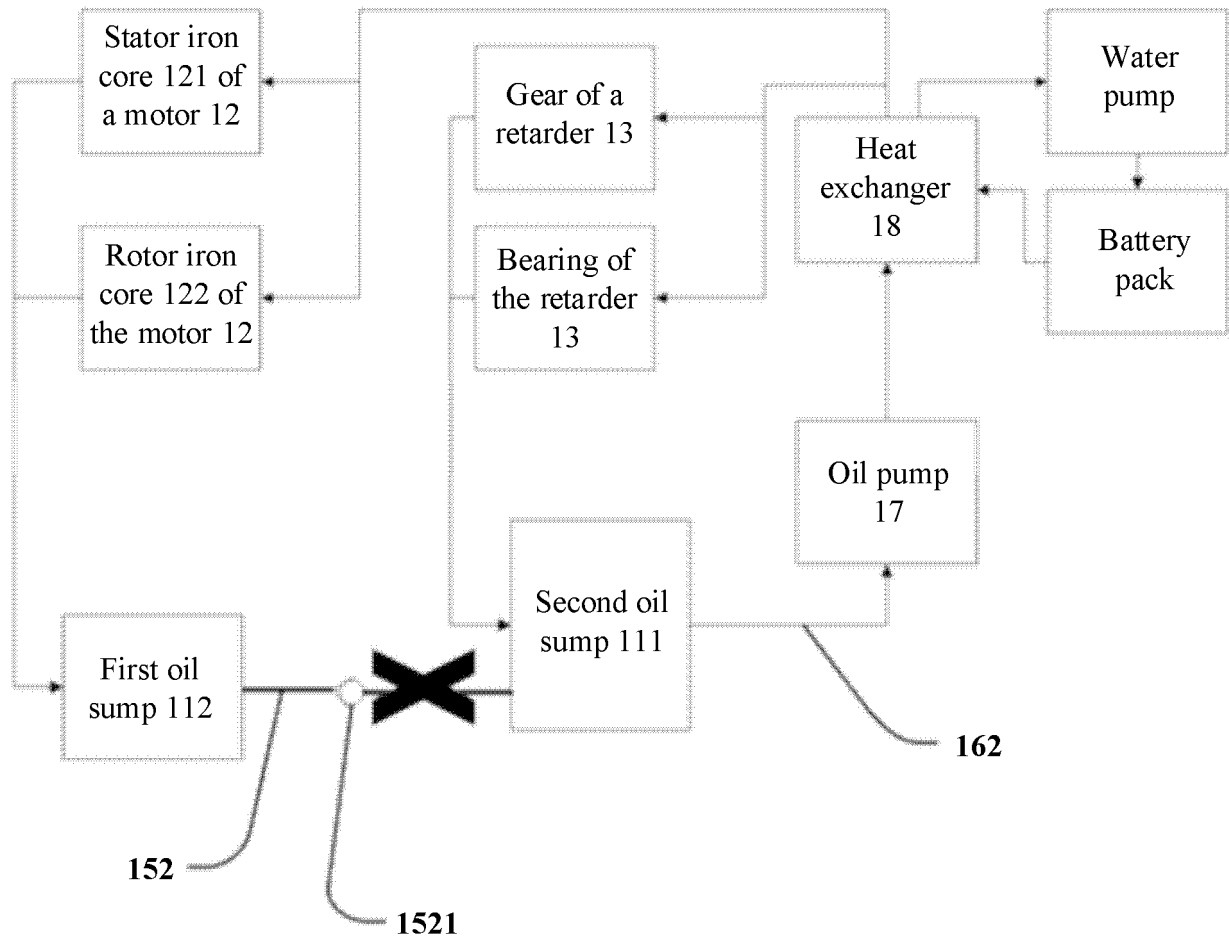 Stator iron
core 121 of
a motor 12
Gear of a
retarder 13
Heat
exchanger
18
Water
pump
Rotor iron
core 122 of
the motor 12
Bearing of
the retarder
13
Battery
pack
Oil pump
17
First oil
sump 112
Second oil
sump 111
162
152
1521